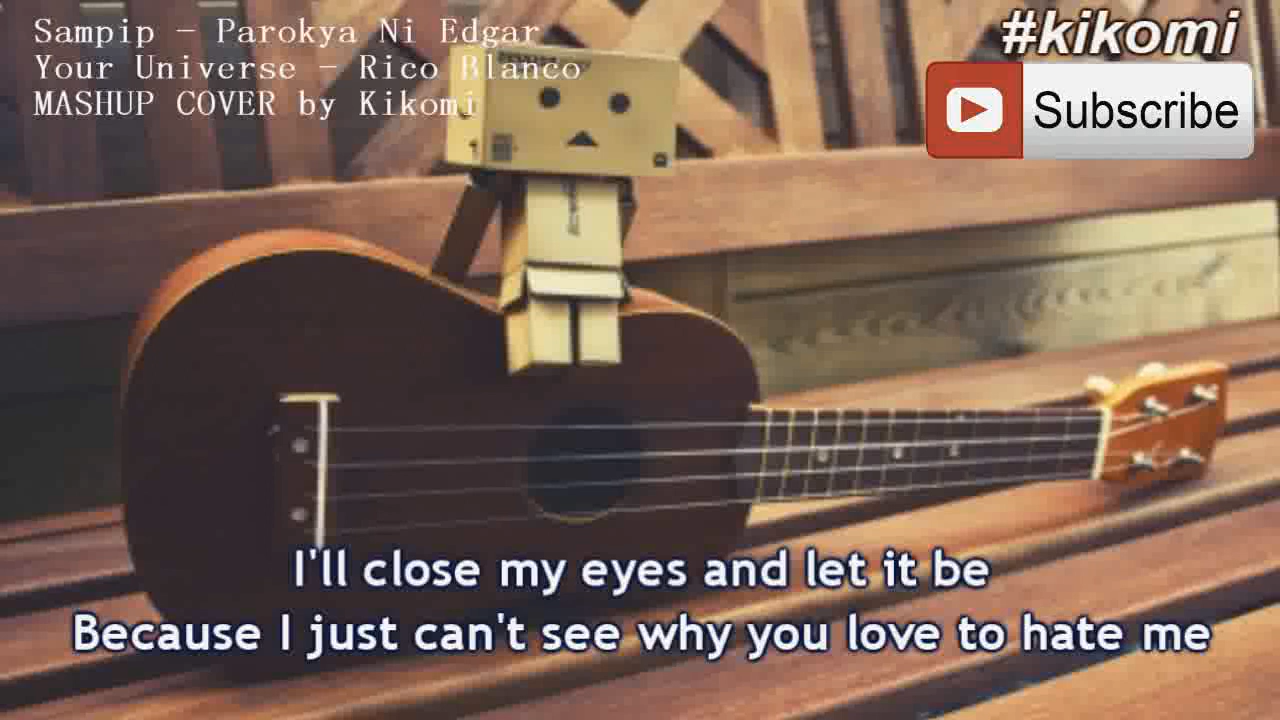 Sampip - Parokya Ni Edgar
Your Universe - Rico Blanco
MASHUP COVER by Kikomi
#kikomi
Subscribe
I'll close my eyes and let it be
Because I just can't see why you love to hate me